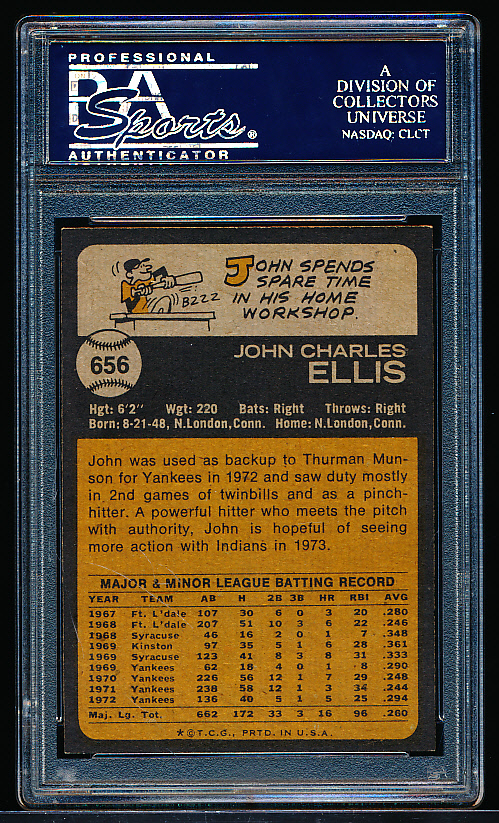 PROFESSIONAL
PSA
Sports®
AUTHENTICATOR
A
DIVISION OF
COLLECTORS
UNIVERSE
NASDAQ: CLCT
JOHN SPENDS
SPARE TIME
IN HIS HOME
WORKSHOP.
BZZZ
656
JOHN CHARLES
ELLIS
Hgt: 6'2" Wgt: 220 Bats: Right Throws: Right
Born: 8-21-48, N.London,Conn. Home: N.London,Conn.
John was used as backup to Thurman Mun-
son for Yankees in 1972 and saw duty mostly
in 2nd games of twinbills and as a pinch-
hitter. A powerful hitter who meets the pitch
with authority, John is hopeful of seeing
more action with Indians in 1973.
MAJOR & MINOR LEAGUE BATTING RECORD
YEAR TEAM AB H 2B 3B HR RBI AVG
1967 Ft. L'dale 107 30 6 0 3 20 .280
1968 Ft. L'dale 207 51 10 3 6 22 .246
1968 Syracuse 46 16 2 0 1 7 .348
1969 Kinston 97 35 5 1 6 28 .361
1969 Syracuse 123 41 8 3 8 31 .333
1969 Yankees 62 18 4 0 1 8 .290
1970 Yankees 226 56 12 1 7 29 .248
1971 Yankees 238 58 12 1 3 34 .244
1972 Yankees 136 40 5 1 5 25 .294
Maj. Lg. Tot. 662 172 33 3 16 96 .260
*©T.C.G., PRTD. IN U.S.A.